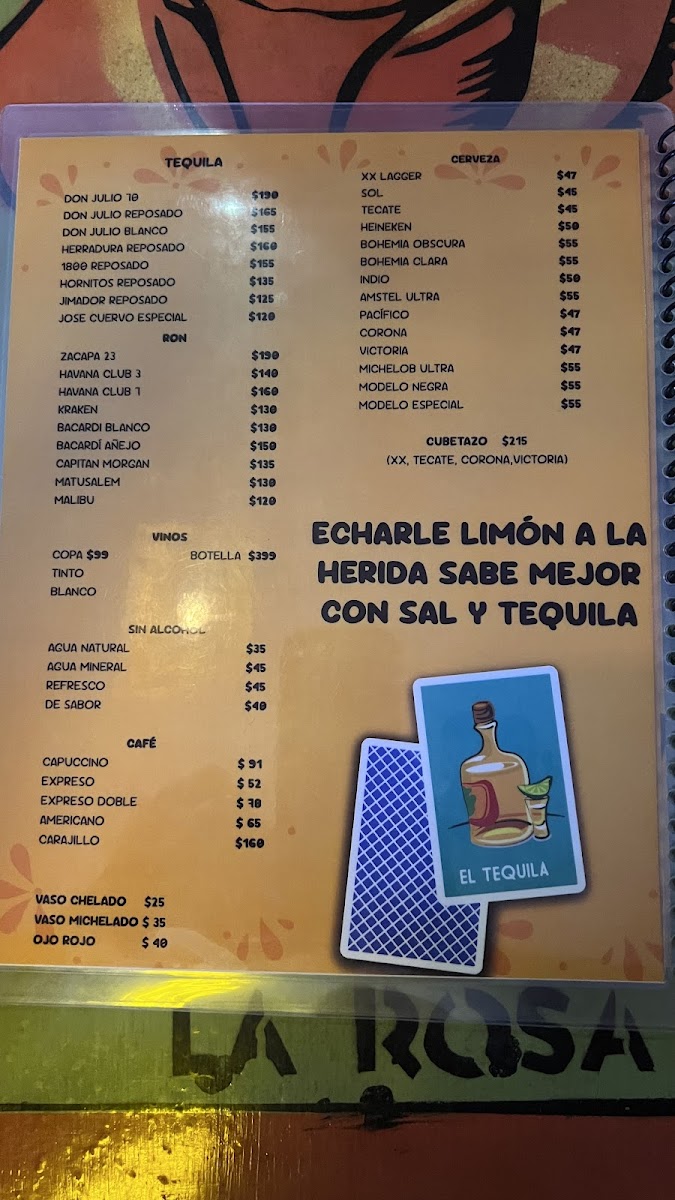 TEQUILA
DON JULIO 70 $190
DON JULIO REPOSADO $165
DON JULIO BLANCO $155
HERRADURA REPOSADO $160
1800 REPOSADO $155
HORNITOS REPOSADO $135
JIMADOR REPOSADO $125
JOSE CUERVO ESPECIAL $120
RON
ZACAPA 23 $190
HAVANA CLUB 3 $140
HAVANA CLUB 7 $160
KRAKEN $130
BACARDI BLANCO $130
BACARDÍ AÑEJO $150
CAPITAN MORGAN $135
MATUSALEM $130
MALIBU $120
VINOS
COPA $99 BOTELLA $399
TINTO
BLANCO
SIN ALCOHOL
AGUA NATURAL $35
AGUA MINERAL $45
REFRESCO $45
DE SABOR $40
CAFÉ
CAPUCCINO $ 91
EXPRESO $ 52
EXPRESO DOBLE $ 70
AMERICANO $ 65
CARAJILLO $160
VASO CHELADO $25
VASO MICHELADO $ 35
OJO ROJO $ 40
CERVEZA
XX LAGGER $47
SOL $45
TECATE $45
HEINEKEN $50
BOHEMIA OBSCURA $55
BOHEMIA CLARA $55
INDIO $50
AMSTEL ULTRA $55
PACÍFICO $47
CORONA $47
VICTORIA $47
MICHELOB ULTRA $55
MODELO NEGRA $55
MODELO ESPECIAL $55
CUBETAZO $215
(XX, TECATE, CORONA,VICTORIA)
ECHARLE LIMÓN A LA
HERIDA SABE MEJOR
CON SAL Y TEQUILA
EL TEQUILA
LA ROSA